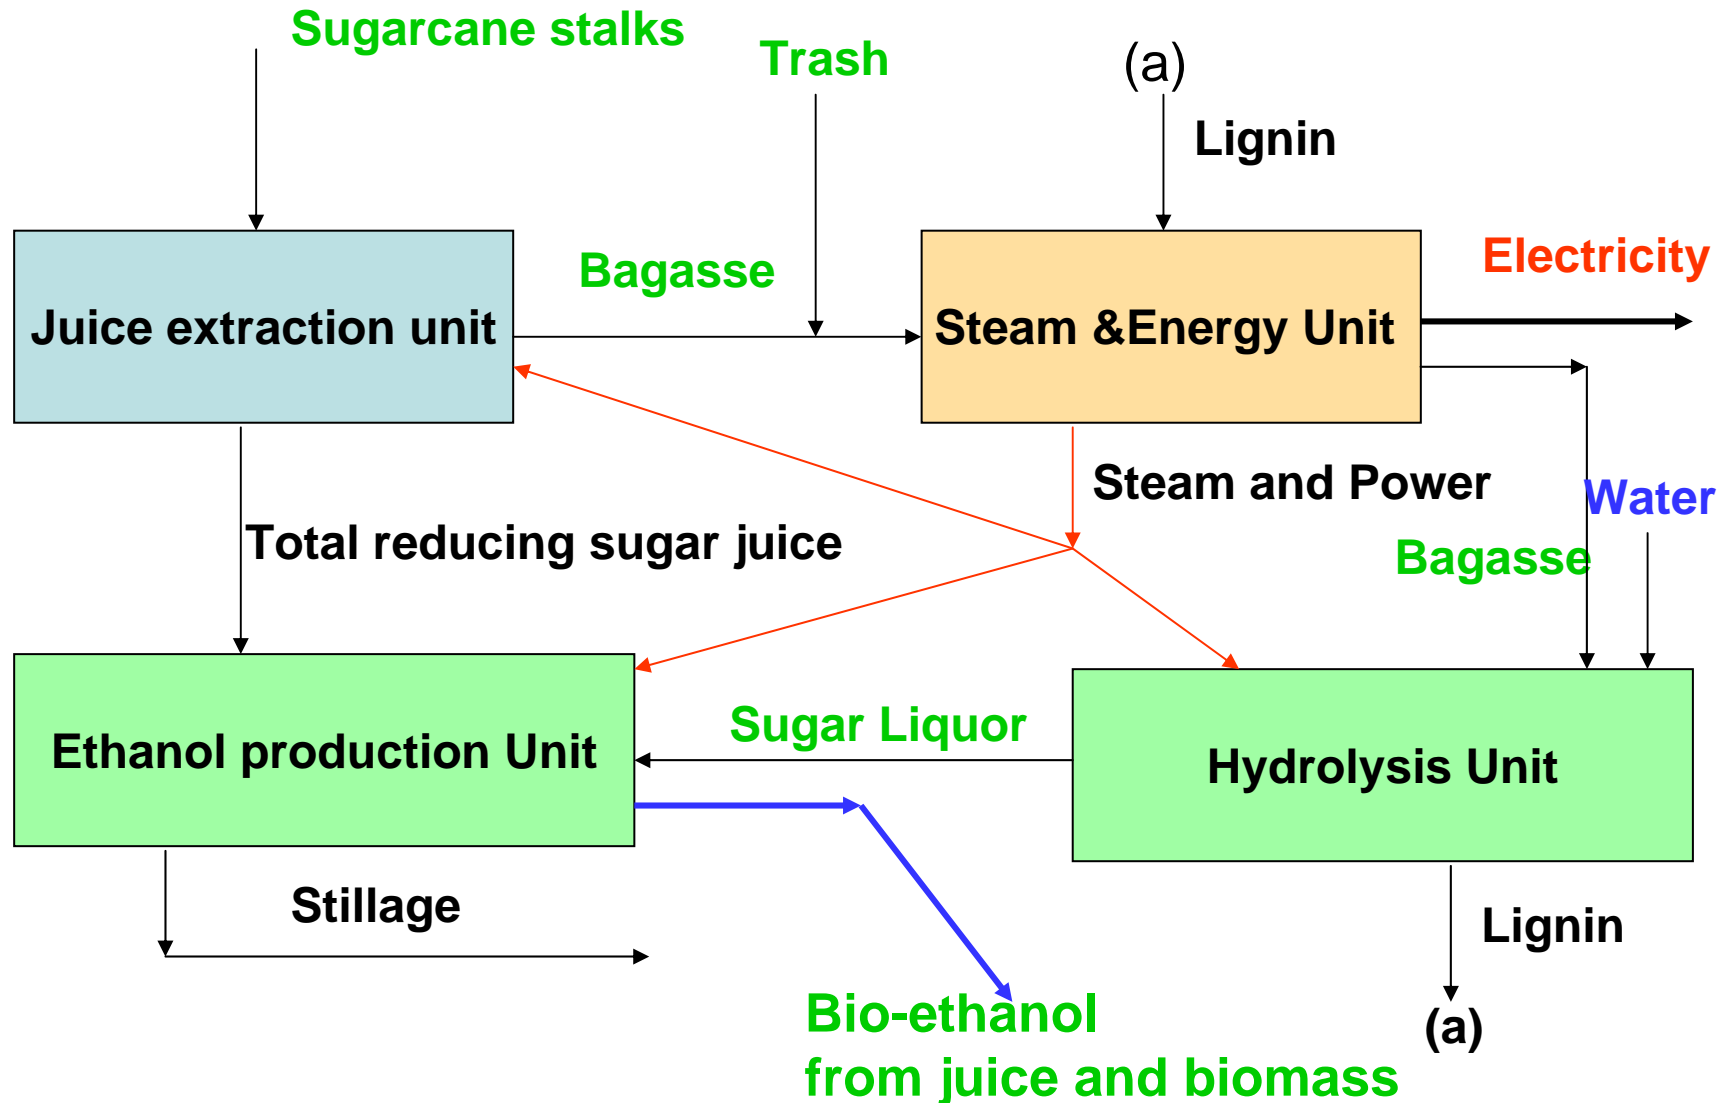 Sugarcane stalks
Trash
(a)
Lignin
Bagasse
Electricity
Juice extraction unit
Steam &Energy Unit
Steam and Power
Water
Total reducing sugar juice
Bagasse
Sugar Liquor
Ethanol production Unit
Hydrolysis Unit
Stillage
Lignin
Bio-ethanol
from juice and biomass
(a)